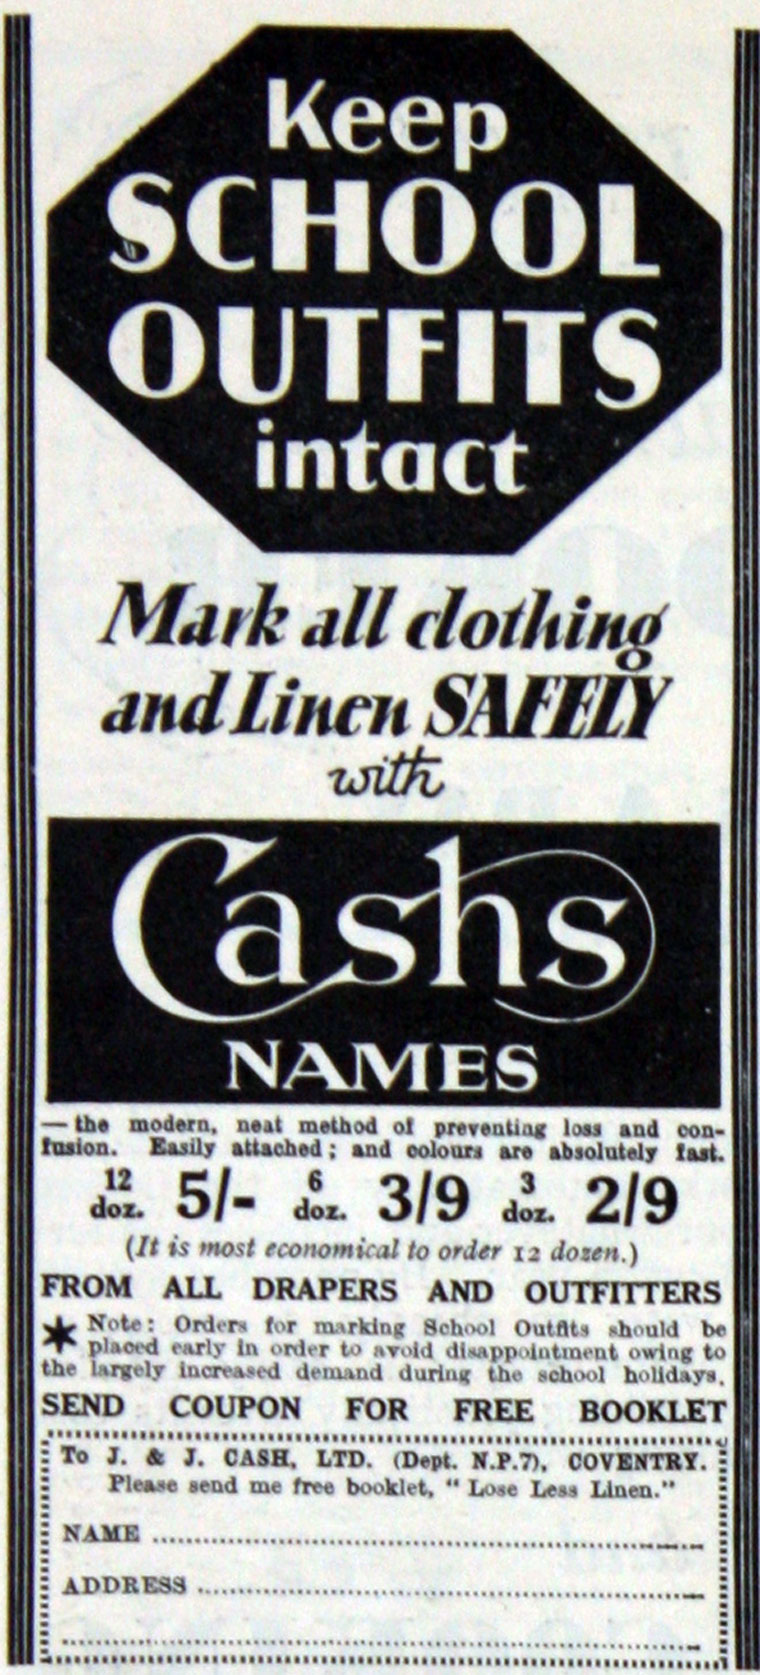 Keep
SCHOOL
OUTFITS
intact
Mark all clothing
and Linen SAFELY
with
Cashs
NAMES
— the modern, neat method of preventing loss and con-
fusion. Easily attached; and colours are absolutely fast.
12 doz. 5/- 6 doz. 3/9 3 doz. 2/9
(It is most economical to order 12 dozen.)
FROM ALL DRAPERS AND OUTFITTERS
* Note: Orders for marking School Outfits should be
placed early in order to avoid disappointment owing to
the largely increased demand during the school holidays.
SEND COUPON FOR FREE BOOKLET
To J. & J. CASH, LTD. (Dept. N.P.7), COVENTRY.
Please send me free booklet, "Lose Less Linen."
NAME
ADDRESS